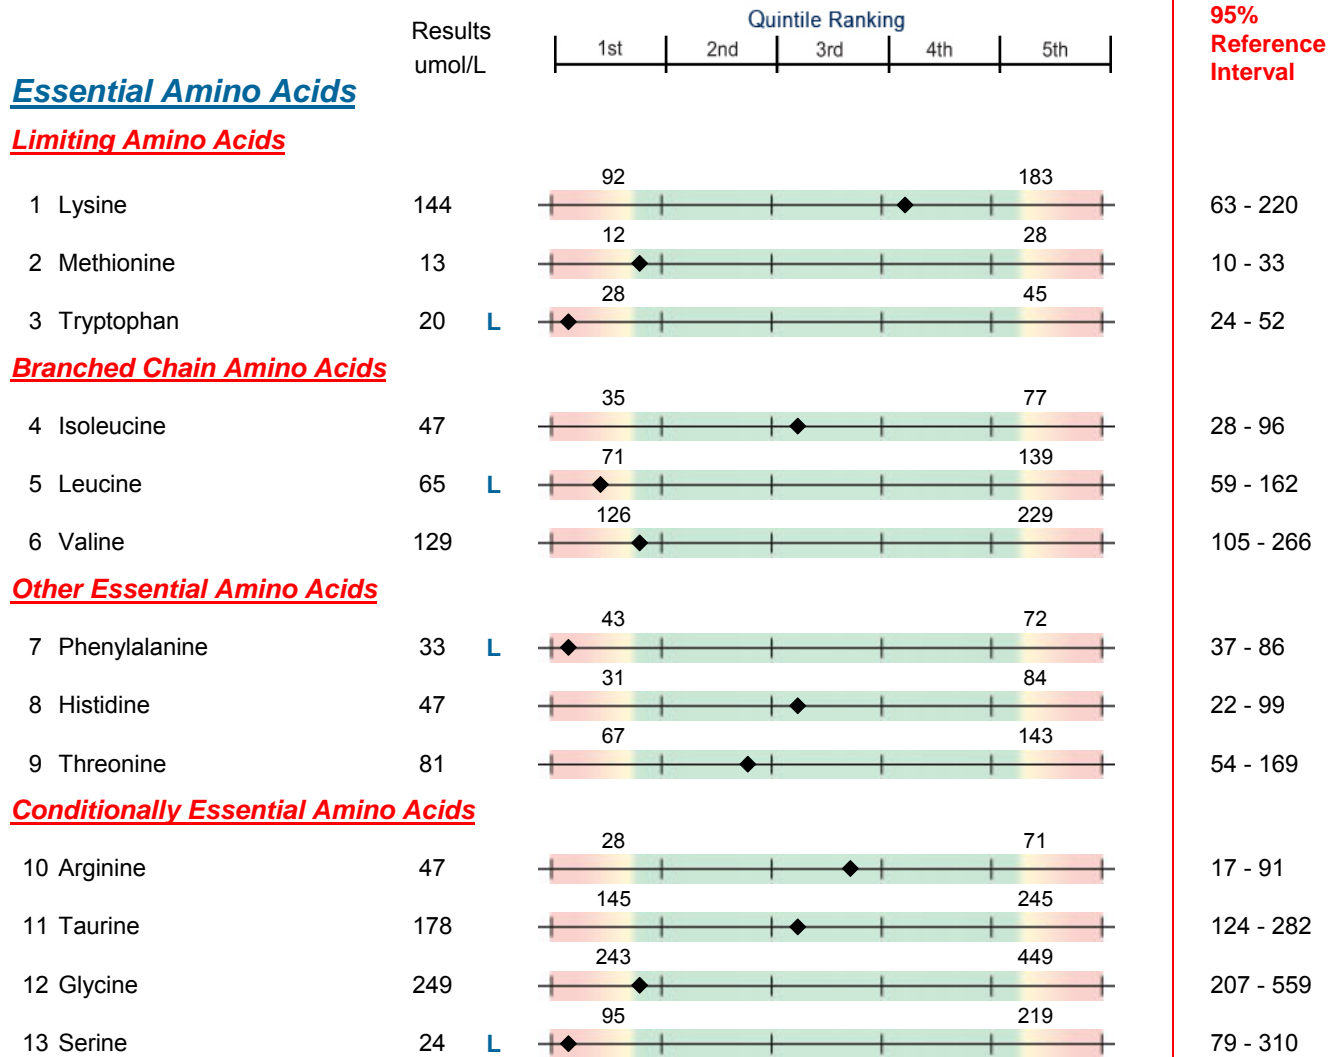 Results
umol/L
Quintile Ranking
1st 2nd 3rd 4th 5th
95%
Reference
Interval
Essential Amino Acids
Limiting Amino Acids
92 183
1 Lysine 144 63 - 220
12 28
2 Methionine 13 10 - 33
28 45
3 Tryptophan 20 L 24 - 52
Branched Chain Amino Acids
35 77
4 Isoleucine 47 28 - 96
71 139
5 Leucine 65 L 59 - 162
126 229
6 Valine 129 105 - 266
Other Essential Amino Acids
43 72
7 Phenylalanine 33 L 37 - 86
31 84
8 Histidine 47 22 - 99
67 143
9 Threonine 81 54 - 169
Conditionally Essential Amino Acids
28 71
10 Arginine 47 17 - 91
145 245
11 Taurine 178 124 - 282
243 449
12 Glycine 249 207 - 559
95 219
13 Serine 24 L 79 - 310